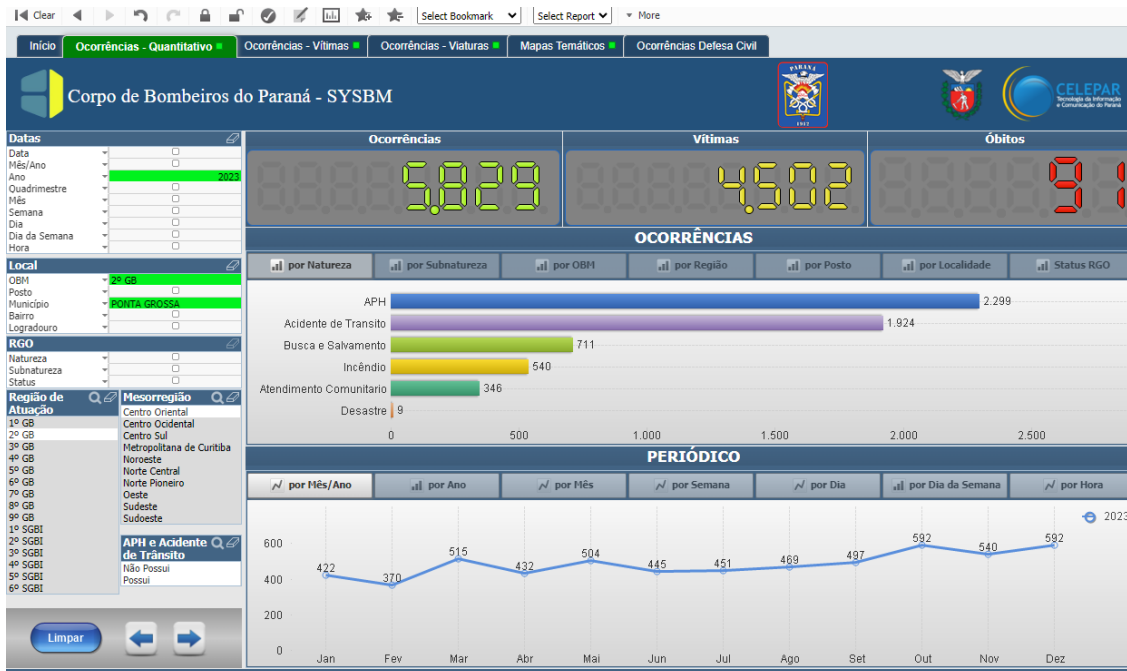 Clear Select Bookmark Select Report More
Início Ocorrências - Quantitativo Ocorrências - Vítimas Ocorrências - Viaturas Mapas Temáticos Ocorrências Defesa Civil
Corpo de Bombeiros do Paraná - SYSBM
PARANÁ
1912
CELEPAR
Tecnologia da Informação
e Comunicação do Paraná
Datas
Data
Mês/Ano
Ano 2023
Quadrimestre
Mês
Semana
Dia
Dia da Semana
Hora
Local
OBM 2º GB
Posto
Município PONTA GROSSA
Bairro
Logradouro
RGO
Natureza
Subnatureza
Status
Região de
Atuação
1º GB
2º GB
3º GB
4º GB
5º GB
6º GB
7º GB
8º GB
9º GB
1º SGBI
2º SGBI
3º SGBI
4º SGBI
5º SGBI
6º SGBI
Mesorregião
Centro Oriental
Centro Ocidental
Centro Sul
Metropolitana de Curitiba
Noroeste
Norte Central
Norte Pioneiro
Oeste
Sudeste
Sudoeste
APH e Acidente
de Trânsito
Não Possui
Possui
Limpar
Ocorrências Vítimas Óbitos
5.829 4.502 91
OCORRÊNCIAS
por Natureza por Subnatureza por OBM por Região por Posto por Localidade Status RGO
APH 2.299
Acidente de Transito 1.924
Busca e Salvamento 711
Incêndio 540
Atendimento Comunitario 346
Desastre 9
0 500 1.000 1.500 2.000 2.500
PERIÓDICO
por Mês/Ano por Ano por Mês por Semana por Dia por Dia da Semana por Hora
2023
600
400
200
0
422 370 515 432 504 445 451 469 497 592 540 592
Jan Fev Mar Abr Mai Jun Jul Ago Set Out Nov Dez